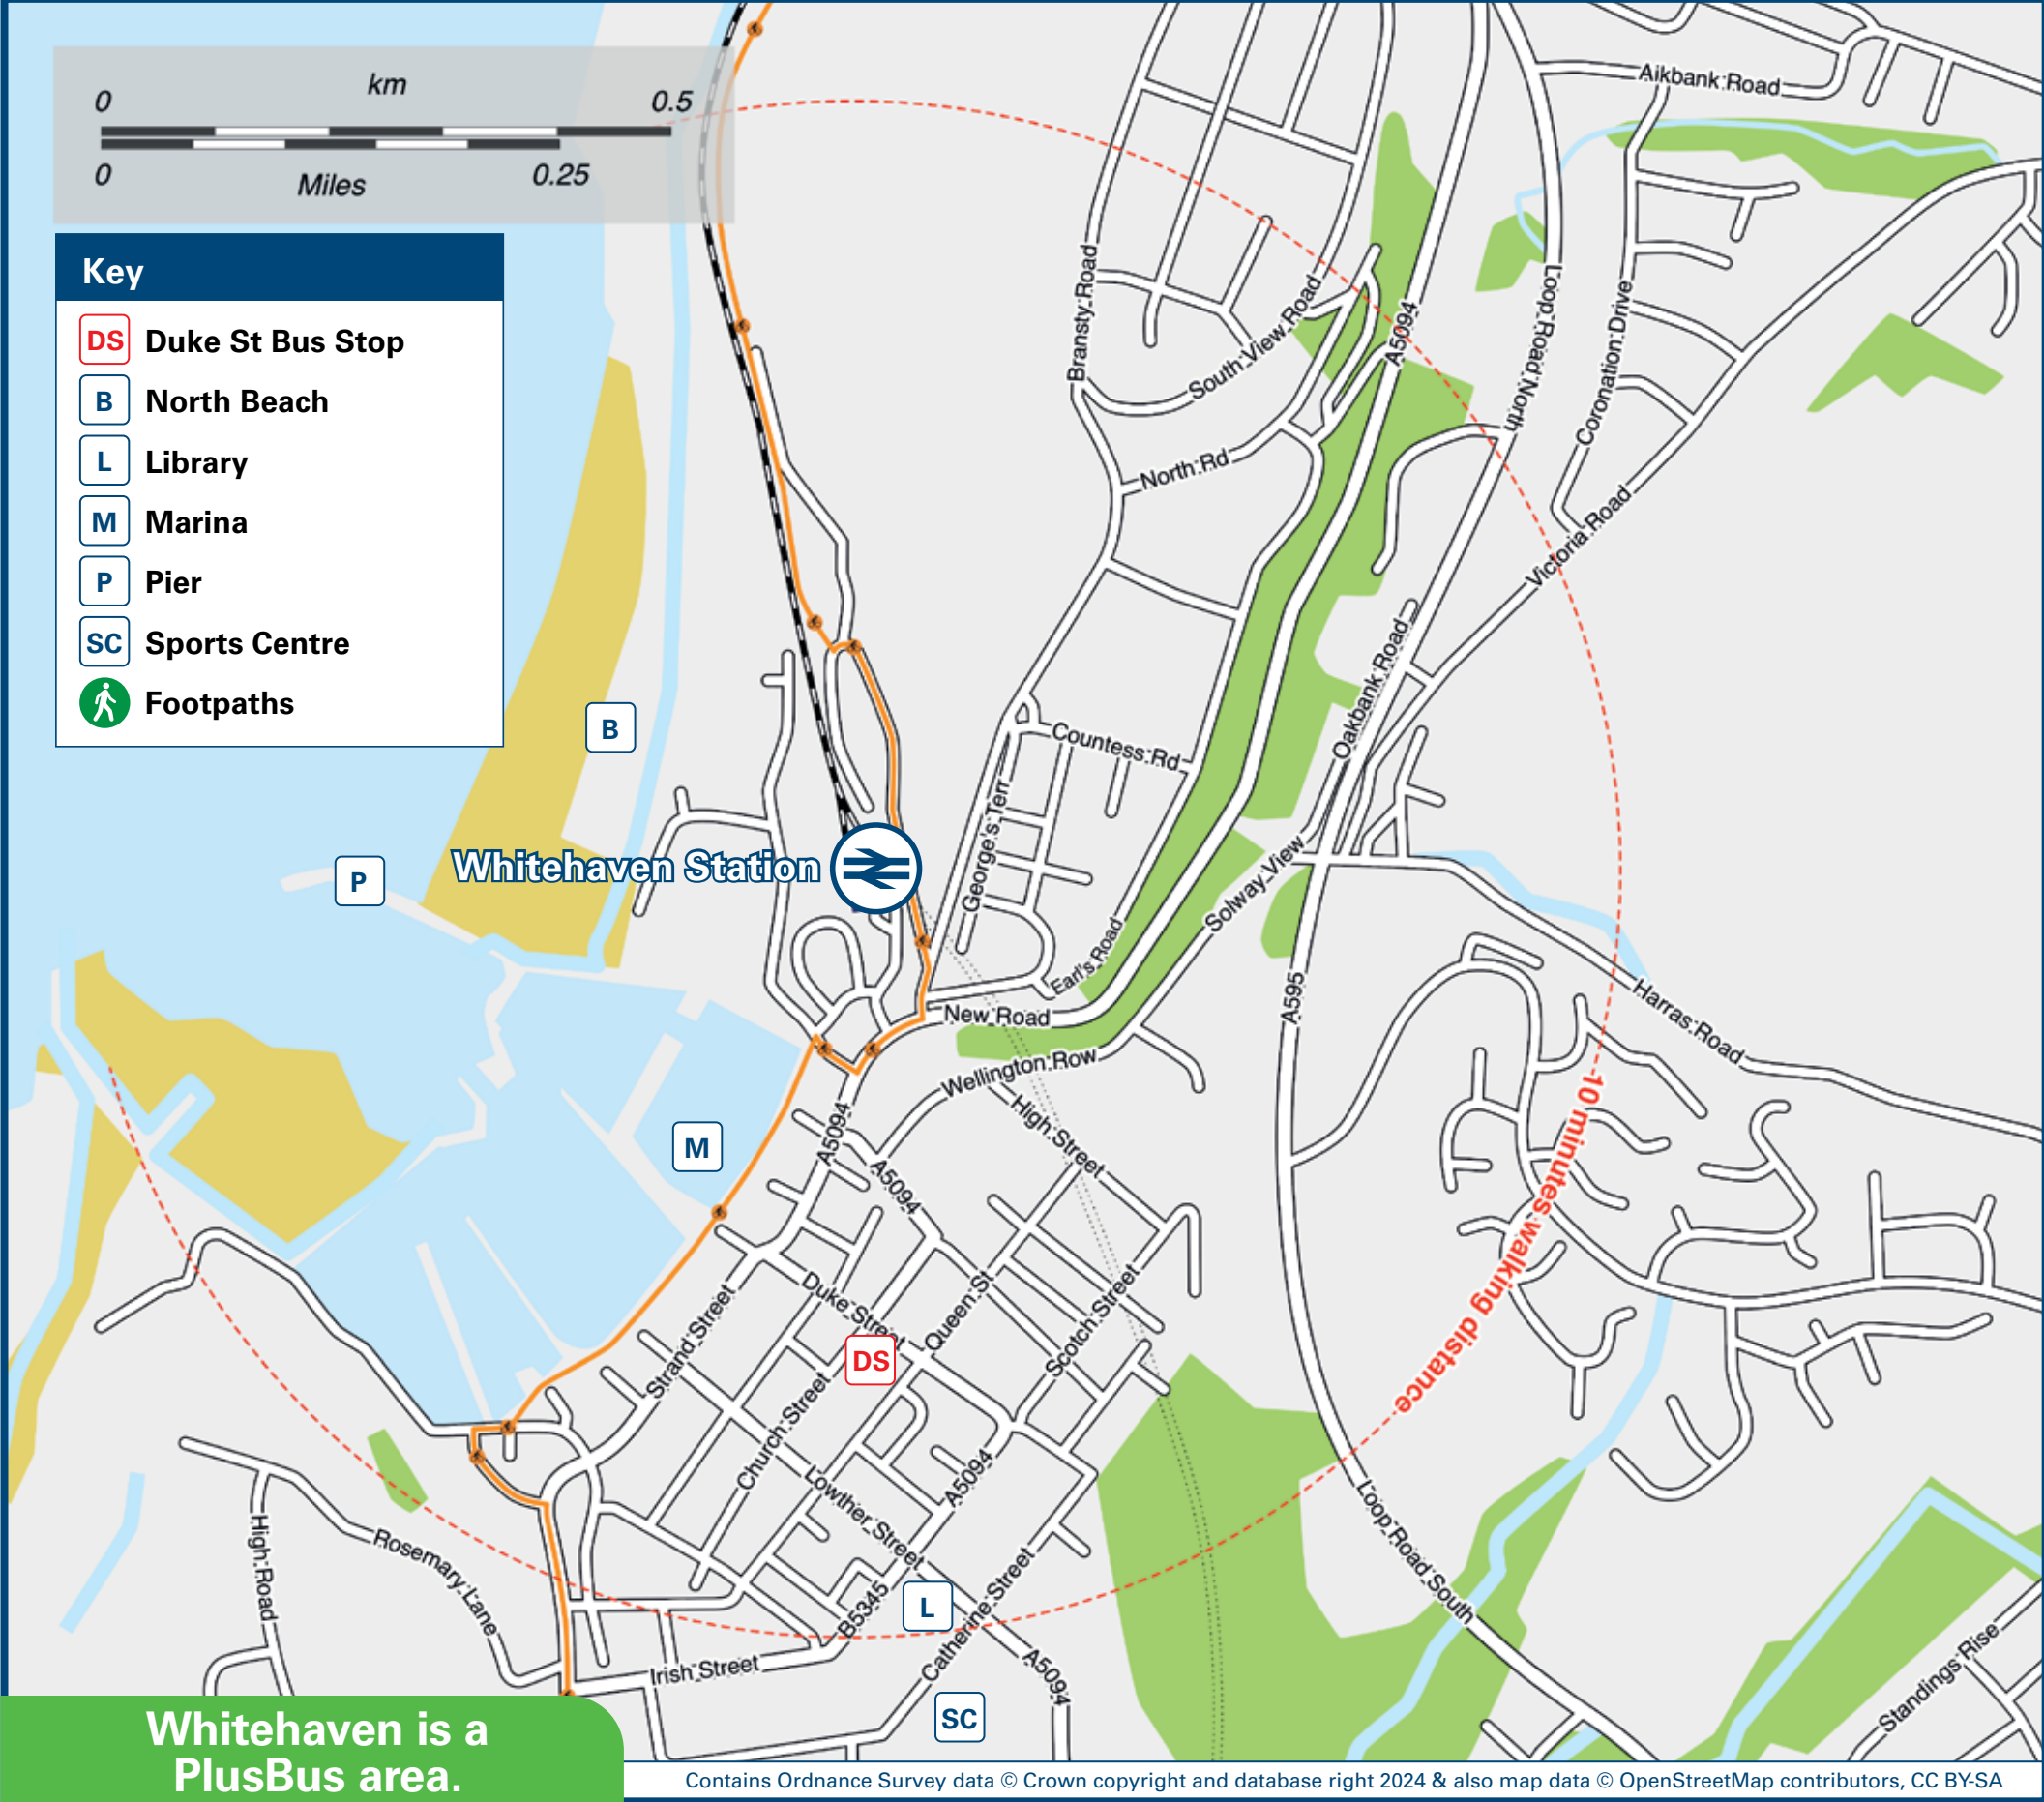 km
0 0.5
0 0.25
Miles
Key
DS Duke St Bus Stop
B North Beach
L Library
M Marina
P Pier
SC Sports Centre
Footpaths
Aikbank Road
Loop Road North
Coronation Drive
Bransty Road
South View Road
A5094
North Rd
Victoria Road
Oakbank Road
B
Countess Rd
George's Terr
P
Whitehaven Station
Solway View
Earl's Road
A595
Harras Road
New Road
Wellington Row
High Street
A5094
A5094
M
10 minutes walking distance
Duke Street
Queen St
Scotch Street
Strand Street
DS
Church Street
A5094
Lowther Street
Loop Road South
High Road
Rosemary Lane
B5345
L
Catherine Street
Irish Street
A5094
SC
Standings Rise
Whitehaven is a
PlusBus area.
Contains Ordnance Survey data © Crown copyright and database right 2024 & also map data © OpenStreetMap contributors, CC BY-SA